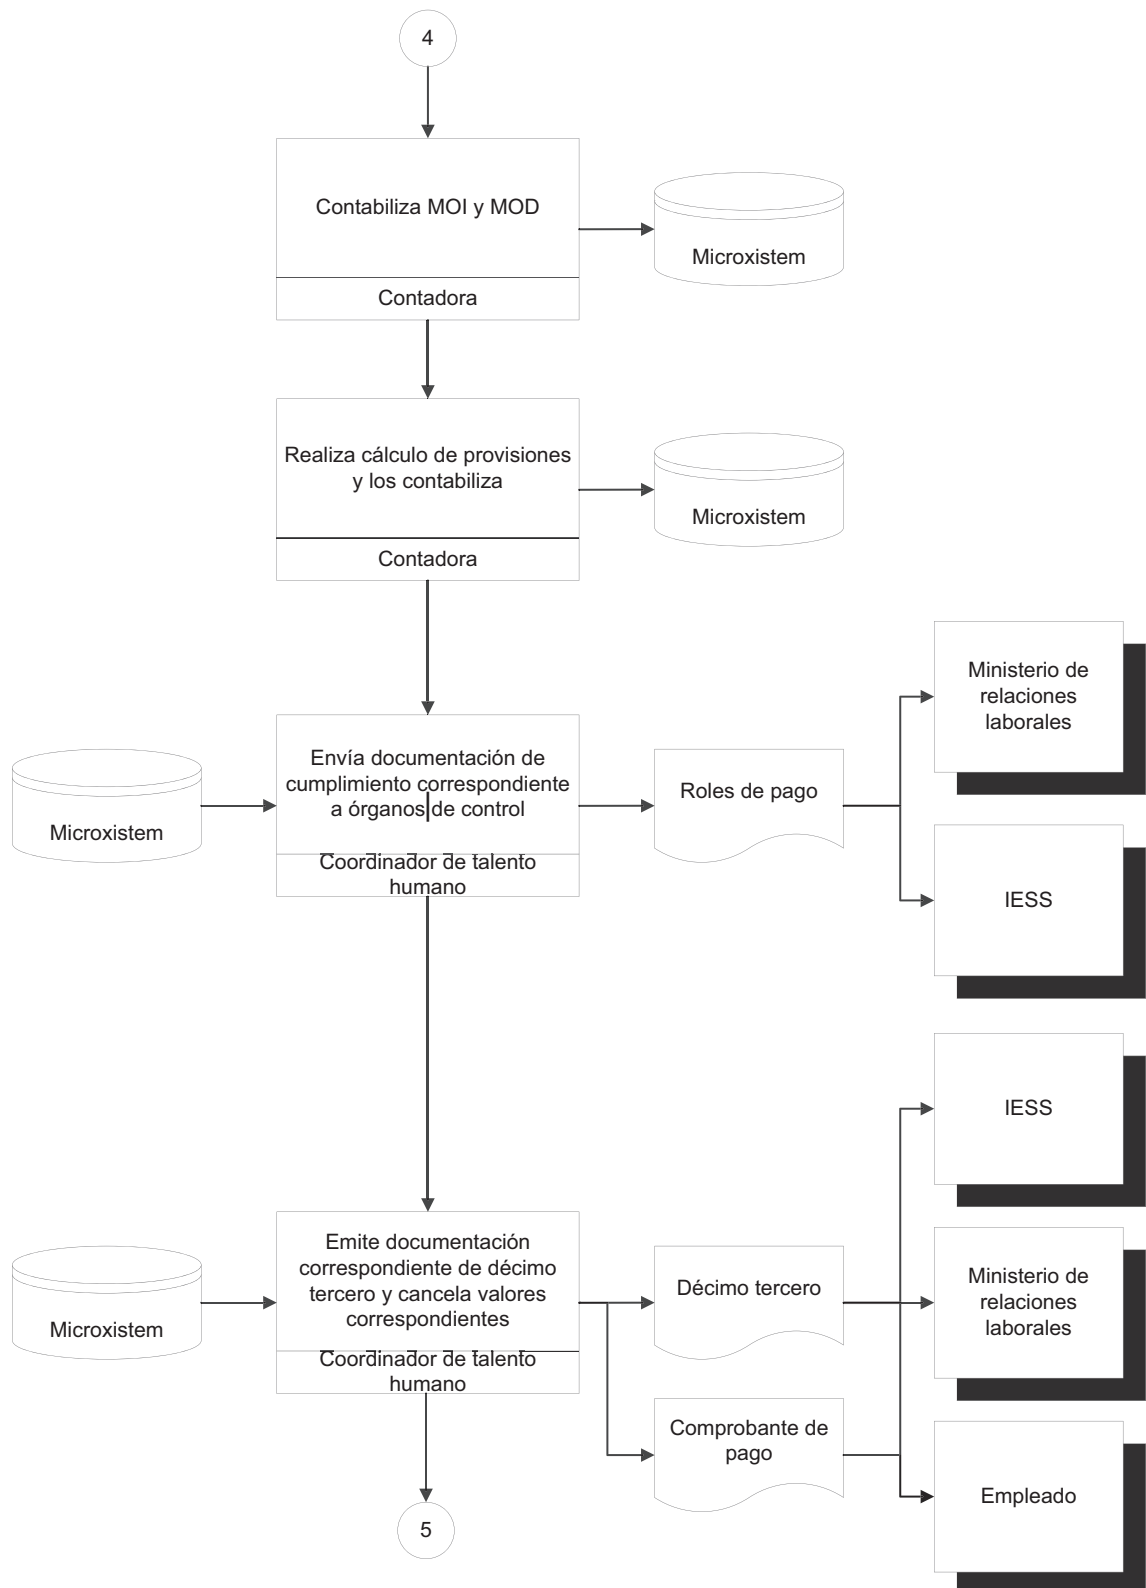 4
Contabiliza MOI y MOD
Microxistem
Contadora
Realiza cálculo de provisiones
y los contabiliza
Microxistem
Contadora
Ministerio de
relaciones
laborales
Envía documentación de
cumplimiento correspondiente
a órganos de control
Microxistem
Roles de pago
Coordinador de talento
humano
IESS
IESS
Emite documentación
correspondiente de décimo
tercero y cancela valores
correspondientes
Microxistem
Décimo tercero
Ministerio de
relaciones
laborales
Coordinador de talento
humano
Comprobante de
pago
Empleado
5